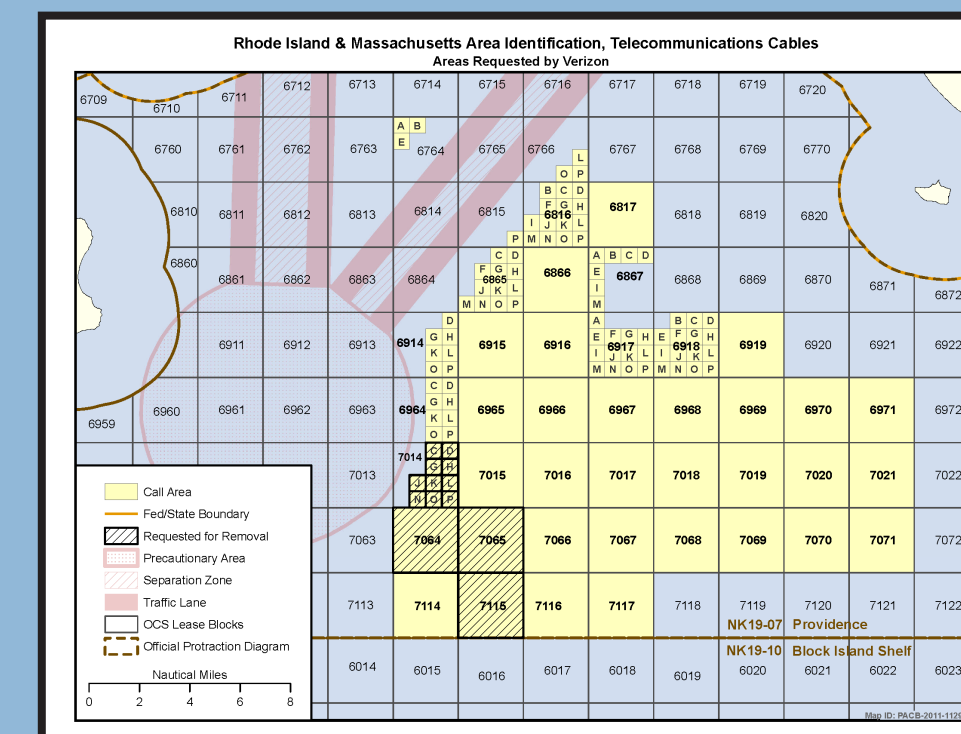 Rhode Island & Massachusetts Area Identification, Telecommunications Cables
Areas Requested by Verizon
6709 6710 6711 6712 6713 6714 6715 6716 6717 6718 6719 6720
A B
E
6760 6761 6762 6763 6764 6765 6766 6767 6768 6769 6770
L
O P
6810 6811 6812 6813 6814 6815 6816 6817 6818 6819 6820
B C D
F G H
I J K L
P M N O P
6860 6861 6862 6863 6864 6865 6866 6867 6868 6869 6870 6871 6872
C D A B C D
F G H E
J K L I
M N O P M
6911 6912 6913 6914 6915 6916 6917 6918 6919 6920 6921 6922
D A B C D
G H E F G H E F G H
K L I J K L I J K L
O P M N O P M N O P
6959 6960 6961 6962 6963 6964 6965 6966 6967 6968 6969 6970 6971 6972
C D
G H
K L
O P
7013 7014 7015 7016 7017 7018 7019 7020 7021 7022
C D
G H
J K L
N O P
7063 7064 7065 7066 7067 7068 7069 7070 7071 7072
7113 7114 7115 7116 7117 7118 7119 7120 7121 7122
NK19-07 Providence
NK19-10 Block Island Shelf
6014 6015 6016 6017 6018 6019 6020 6021 6022 6023
Call Area
Fed/State Boundary
Requested for Removal
Precautionary Area
Separation Zone
Traffic Lane
OCS Lease Blocks
Official Protraction Diagram
Nautical Miles
0 2 4 6 8
Map ID: PACB-2011-1129